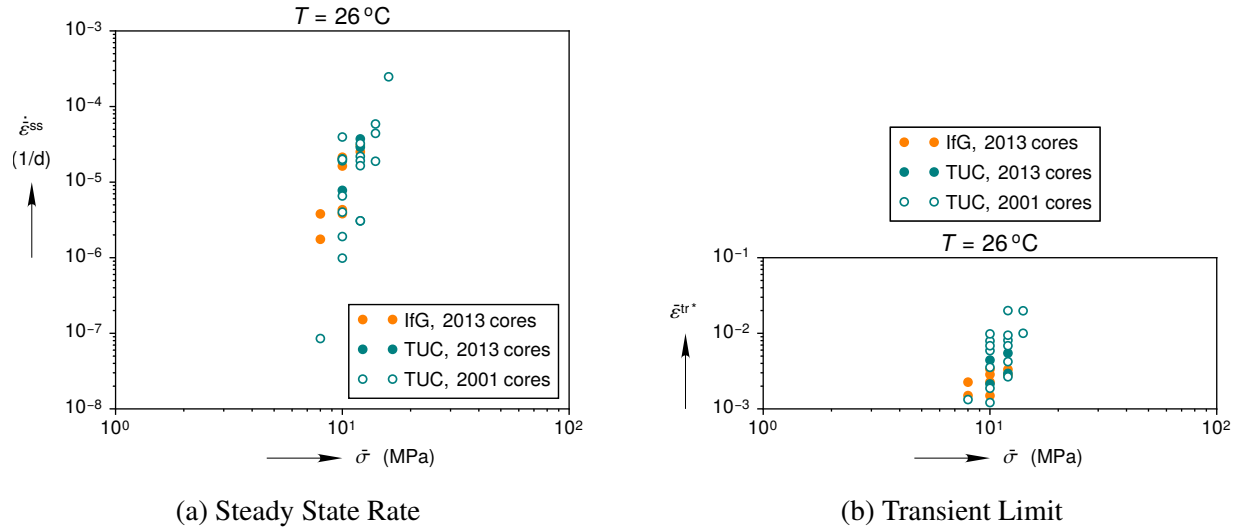 T = 26 °C
10⁻³
10⁻⁴
10⁻⁵
10⁻⁶
10⁻⁷
10⁻⁸
ε̄̇ˢˢ
(1/d)
IfG, 2013 cores
TUC, 2013 cores
TUC, 2001 cores
10⁰
10¹
10²
σ̄ (MPa)
(a) Steady State Rate
IfG, 2013 cores
TUC, 2013 cores
TUC, 2001 cores
T = 26 °C
10⁻¹
10⁻²
10⁻³
ε̄ᵗʳ*
10⁰
10¹
10²
σ̄ (MPa)
(b) Transient Limit